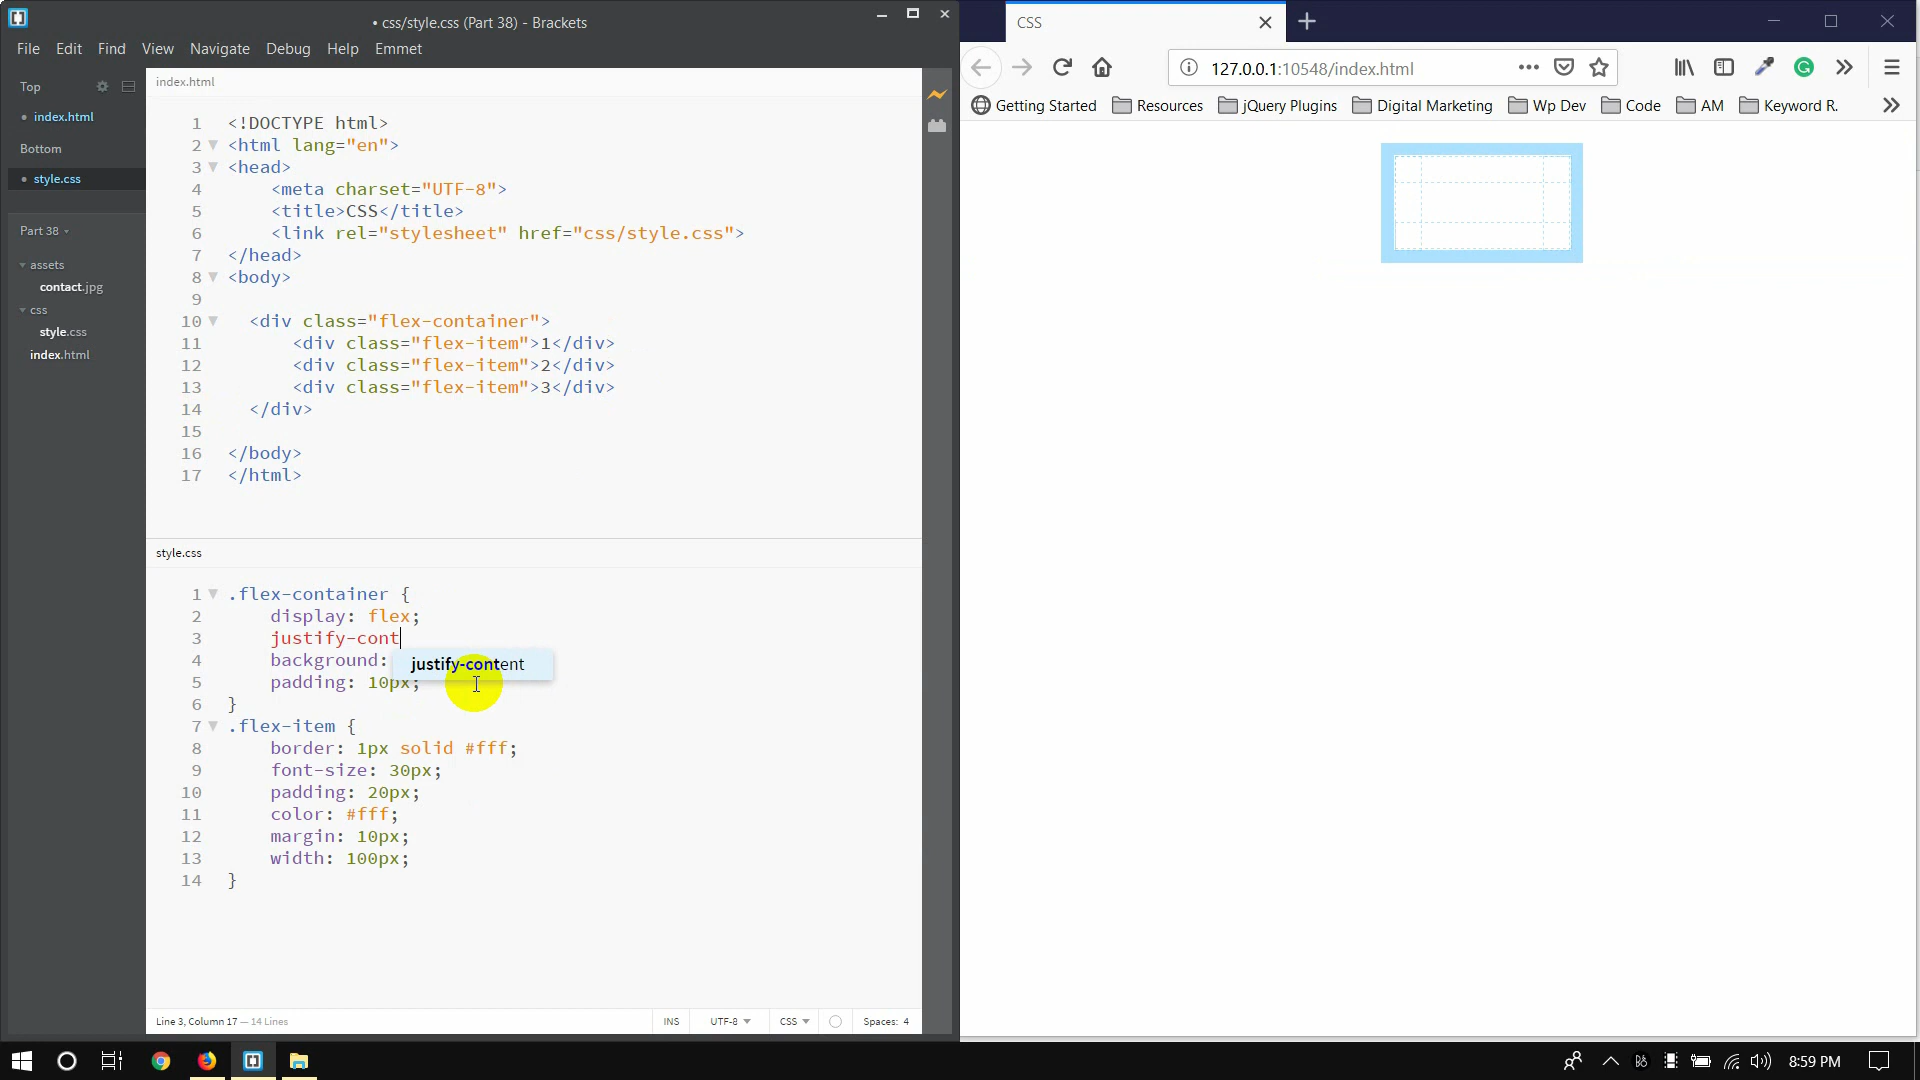 • css/style.css (Part 38) - Brackets
File Edit Find View Navigate Debug Help Emmet
Top
• index.html
Bottom
• style.css
Part 38
assets
contact.jpg
css
style.css
index.html
index.html
1 <!DOCTYPE html>
2 <html lang="en">
3 <head>
4 <meta charset="UTF-8">
5 <title>CSS</title>
6 <link rel="stylesheet" href="css/style.css">
7 </head>
8 <body>
9
10 <div class="flex-container">
11 <div class="flex-item">1</div>
12 <div class="flex-item">2</div>
13 <div class="flex-item">3</div>
14 </div>
15
16 </body>
17 </html>
style.css
1 .flex-container {
2 display: flex;
3 justify-cont
justify-content
4 background:
5 padding: 10px;
6 }
7 .flex-item {
8 border: 1px solid #fff;
9 font-size: 30px;
10 padding: 20px;
11 color: #fff;
12 margin: 10px;
13 width: 100px;
14 }
Line 3, Column 17 — 14 Lines
INS UTF-8 CSS Spaces: 4
CSS
127.0.0.1:10548/index.html
Getting Started Resources jQuery Plugins Digital Marketing Wp Dev Code AM Keyword R.
8:59 PM